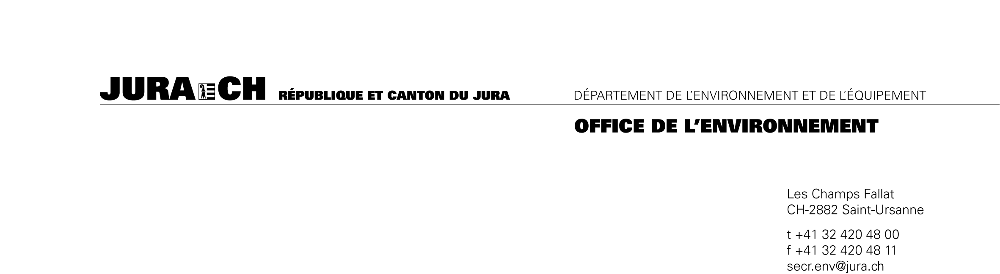 JURA CH RÉPUBLIQUE ET CANTON DU JURA
DÉPARTEMENT DE L’ENVIRONNEMENT ET DE L’ÉQUIPEMENT
OFFICE DE L’ENVIRONNEMENT
Les Champs Fallat
CH-2882 Saint-Ursanne
t +41 32 420 48 00
f +41 32 420 48 11
secr.env@jura.ch